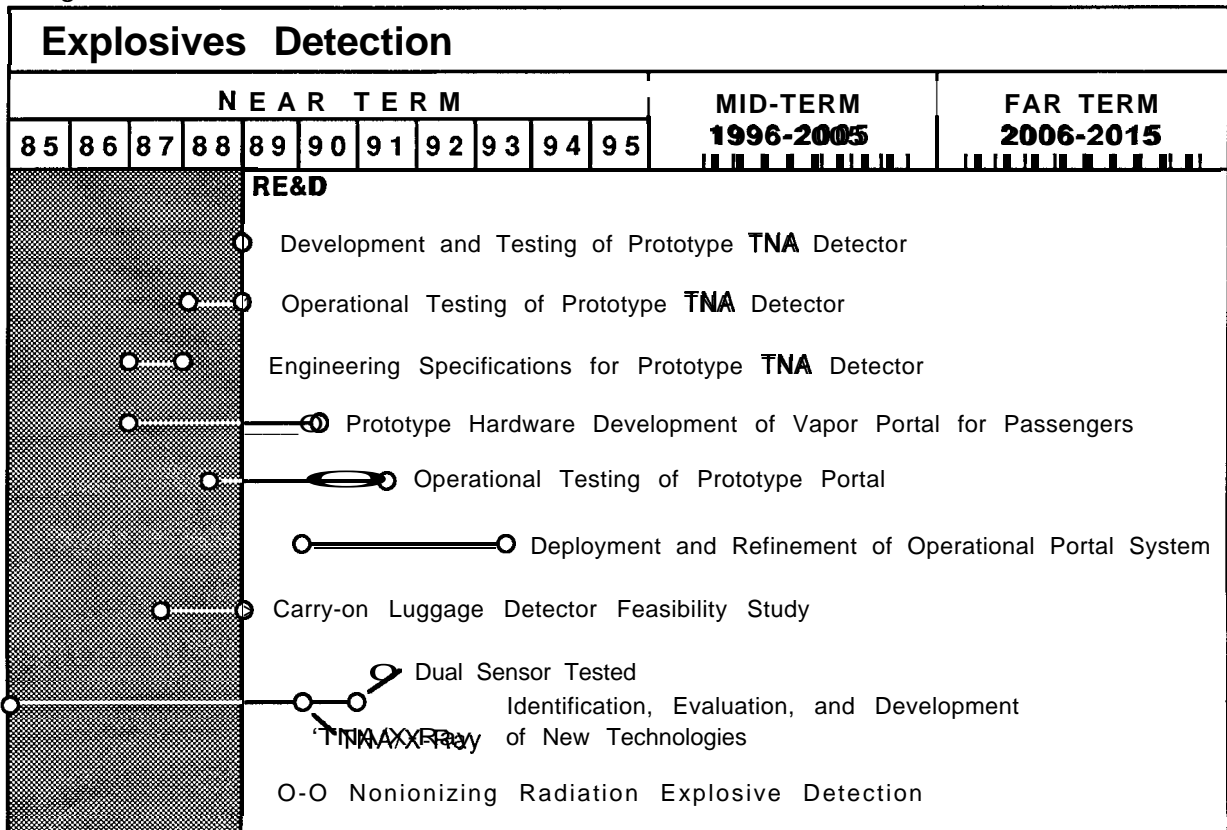 Explosives Detection
NEAR TERM
MID-TERM
FAR TERM
85 86 87 88 89 90 91 92 93 94 95
1996-2005
2006-2015
RE&D
Development and Testing of Prototype TNA Detector
Operational Testing of Prototype TNA Detector
Engineering Specifications for Prototype TNA Detector
Prototype Hardware Development of Vapor Portal for Passengers
Operational Testing of Prototype Portal
Deployment and Refinement of Operational Portal System
Carry-on Luggage Detector Feasibility Study
Dual Sensor Tested
Identification, Evaluation, and Development
TNA/X-Ray of New Technologies
O-O Nonionizing Radiation Explosive Detection